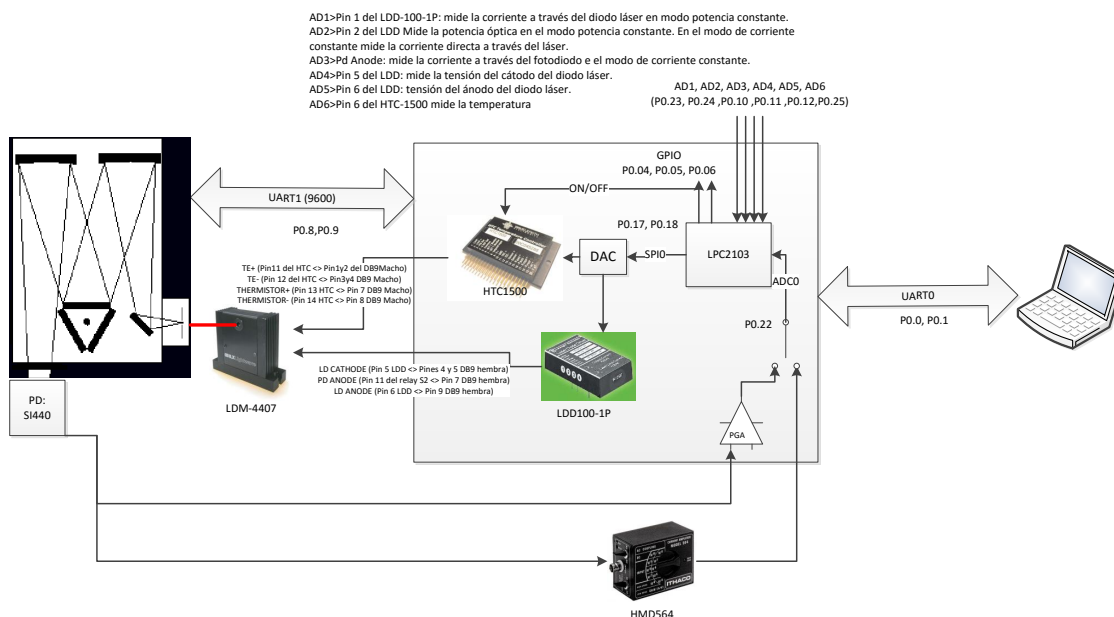 AD1>Pin 1 del LDD-100-1P: mide la corriente a través del diodo láser en modo potencia constante.
AD2>Pin 2 del LDD Mide la potencia óptica en el modo potencia constante. En el modo de corriente
constante mide la corriente directa a través del láser.
AD3>Pd Anode: mide la corriente a través del fotodiodo e el modo de corriente constante.
AD4>Pin 5 del LDD: mide la tensión del cátodo del diodo láser.
AD5>Pin 6 del LDD: tensión del ánodo del diodo láser.
AD6>Pin 6 del HTC-1500 mide la temperatura
AD1, AD2, AD3, AD4, AD5, AD6
(P0.23, P0.24 ,P0.10 ,P0.11 ,P0.12,P0.25)
GPIO
P0.04, P0.05, P0.06
ON/OFF
UART1 (9600)
P0.8,P0.9
P0.17, P0.18
LPC2103
DAC
SPI0
ADC0
HTC1500
TE+ (Pin11 del HTC <> Pin1y2 del DB9Macho)
TE- (Pin 12 del HTC <> Pin3y4 DB9 Macho)
THERMISTOR+ (Pin 13 HTC <> Pin 7 DB9 Macho)
THERMISTOR- (Pin 14 HTC <> Pin 8 DB9 Macho)
UART0
P0.0, P0.1
P0.22
LD CATHODE (Pin 5 LDD <> Pines 4 y 5 DB9 hembra)
PD ANODE (Pin 11 del relay S2 <> Pin 7 DB9 hembra)
LD ANODE (Pin 6 LDD <> Pin 9 DB9 hembra)
PD:
SI440
LDM-4407
LDD100-1P
PGA
ITHACO
HMD564